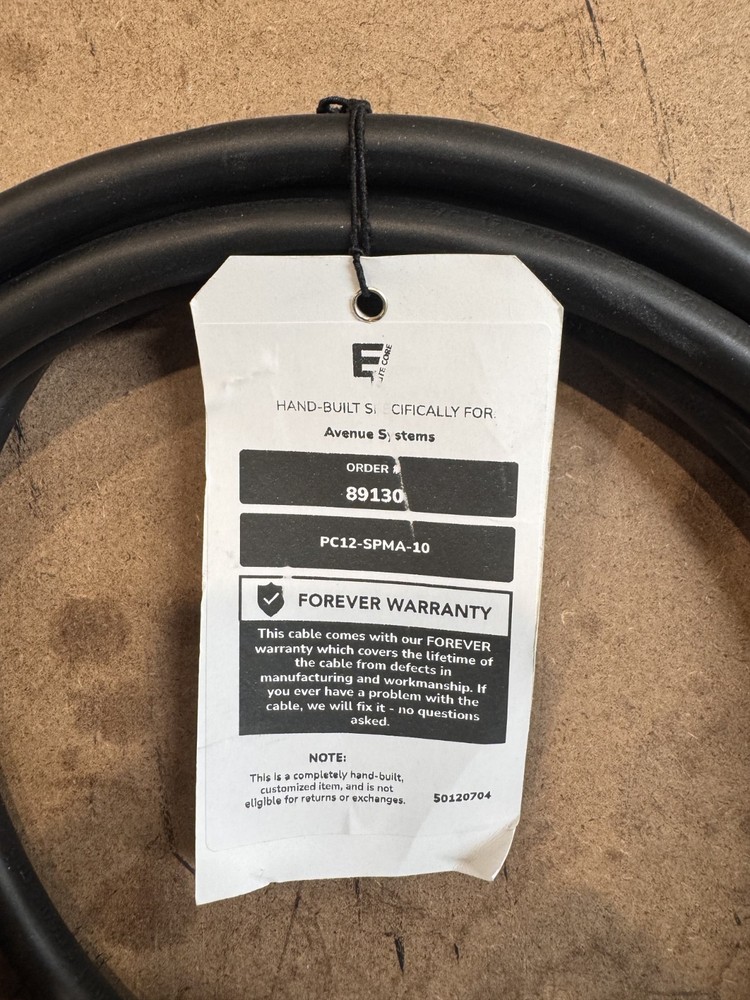 E
HAND-BUILT SPECIFICALLY FOR:
Avenue Systems
ORDER #
89130
PC12-SPMA-10
FOREVER WARRANTY
This cable comes with our FOREVER
warranty which covers the lifetime of
the cable from defects in
manufacturing and workmanship. If
you ever have a problem with the
cable, we will fix it - no questions
asked.
NOTE:
This is a completely hand-built,
customized item, and is not
eligible for returns or exchanges.
50120704